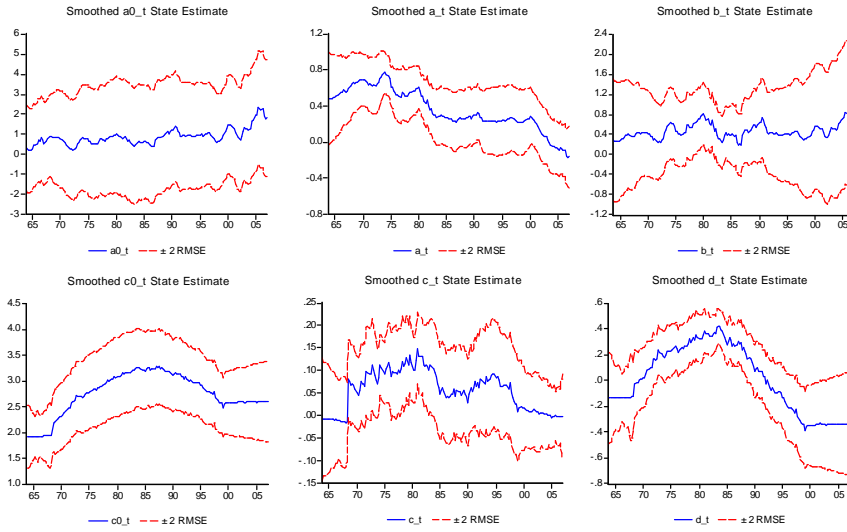 Smoothed a0_t State Estimate
6
5
4
3
2
1
0
-1
-2
-3
65 70 75 80 85 90 95 00 05
a0_t ± 2 RMSE
Smoothed a_t State Estimate
1.2
0.8
0.4
0.0
-0.4
-0.8
65 70 75 80 85 90 95 00 05
a_t ± 2 RMSE
Smoothed b_t State Estimate
2.4
2.0
1.6
1.2
0.8
0.4
0.0
-0.4
-0.8
-1.2
65 70 75 80 85 90 95 00 05
b_t ± 2 RMSE
Smoothed c0_t State Estimate
4.5
4.0
3.5
3.0
2.5
2.0
1.5
1.0
65 70 75 80 85 90 95 00 05
c0_t ± 2 RMSE
Smoothed c_t State Estimate
.25
.20
.15
.10
.05
.00
-.05
-.10
-.15
65 70 75 80 85 90 95 00 05
c_t ± 2 RMSE
Smoothed d_t State Estimate
.6
.4
.2
.0
-.2
-.4
-.6
-.8
65 70 75 80 85 90 95 00 05
d_t ± 2 RMSE